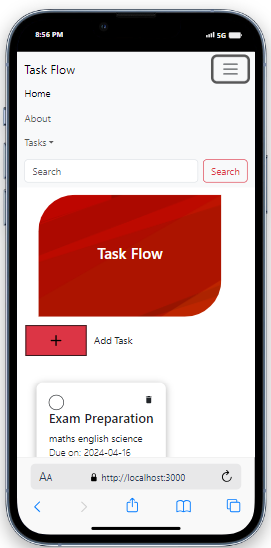 8:56 PM
5G
Task Flow
Home
About
Tasks
Search
Search
Task Flow
+
Add Task
Exam Preparation
maths english science
Due on: 2024-04-16
AA
http://localhost:3000